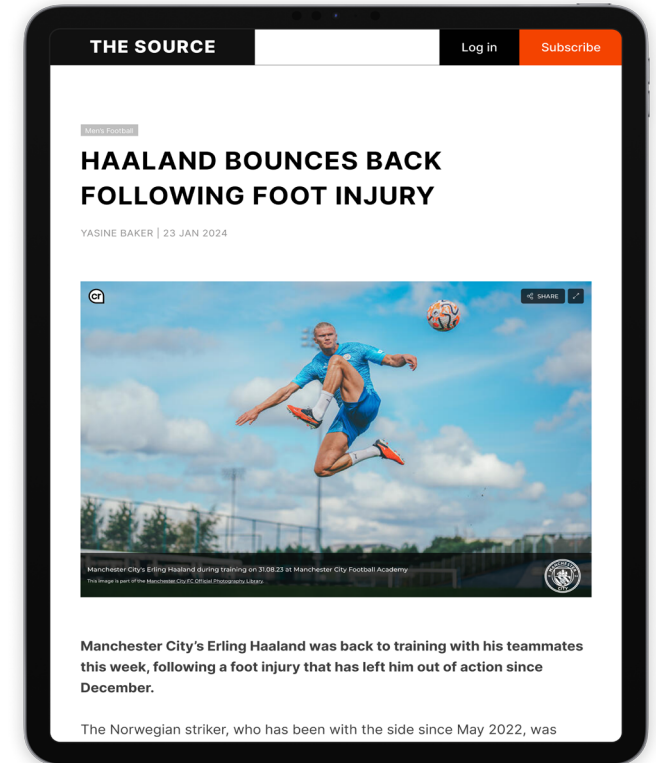 THE SOURCE
Log in
Subscribe
Men's Football
HAALAND BOUNCES BACK
FOLLOWING FOOT INJURY
YASINE BAKER | 23 JAN 2024
cr
SHARE
Manchester City's Erling Haaland during training on 31.08.23 at Manchester City Football Academy
This image is part of the Manchester City FC Official Photography Library.
MANCHESTER
CITY
Manchester City’s Erling Haaland was back to training with his teammates
this week, following a foot injury that has left him out of action since
December.
The Norwegian striker, who has been with the side since May 2022, was